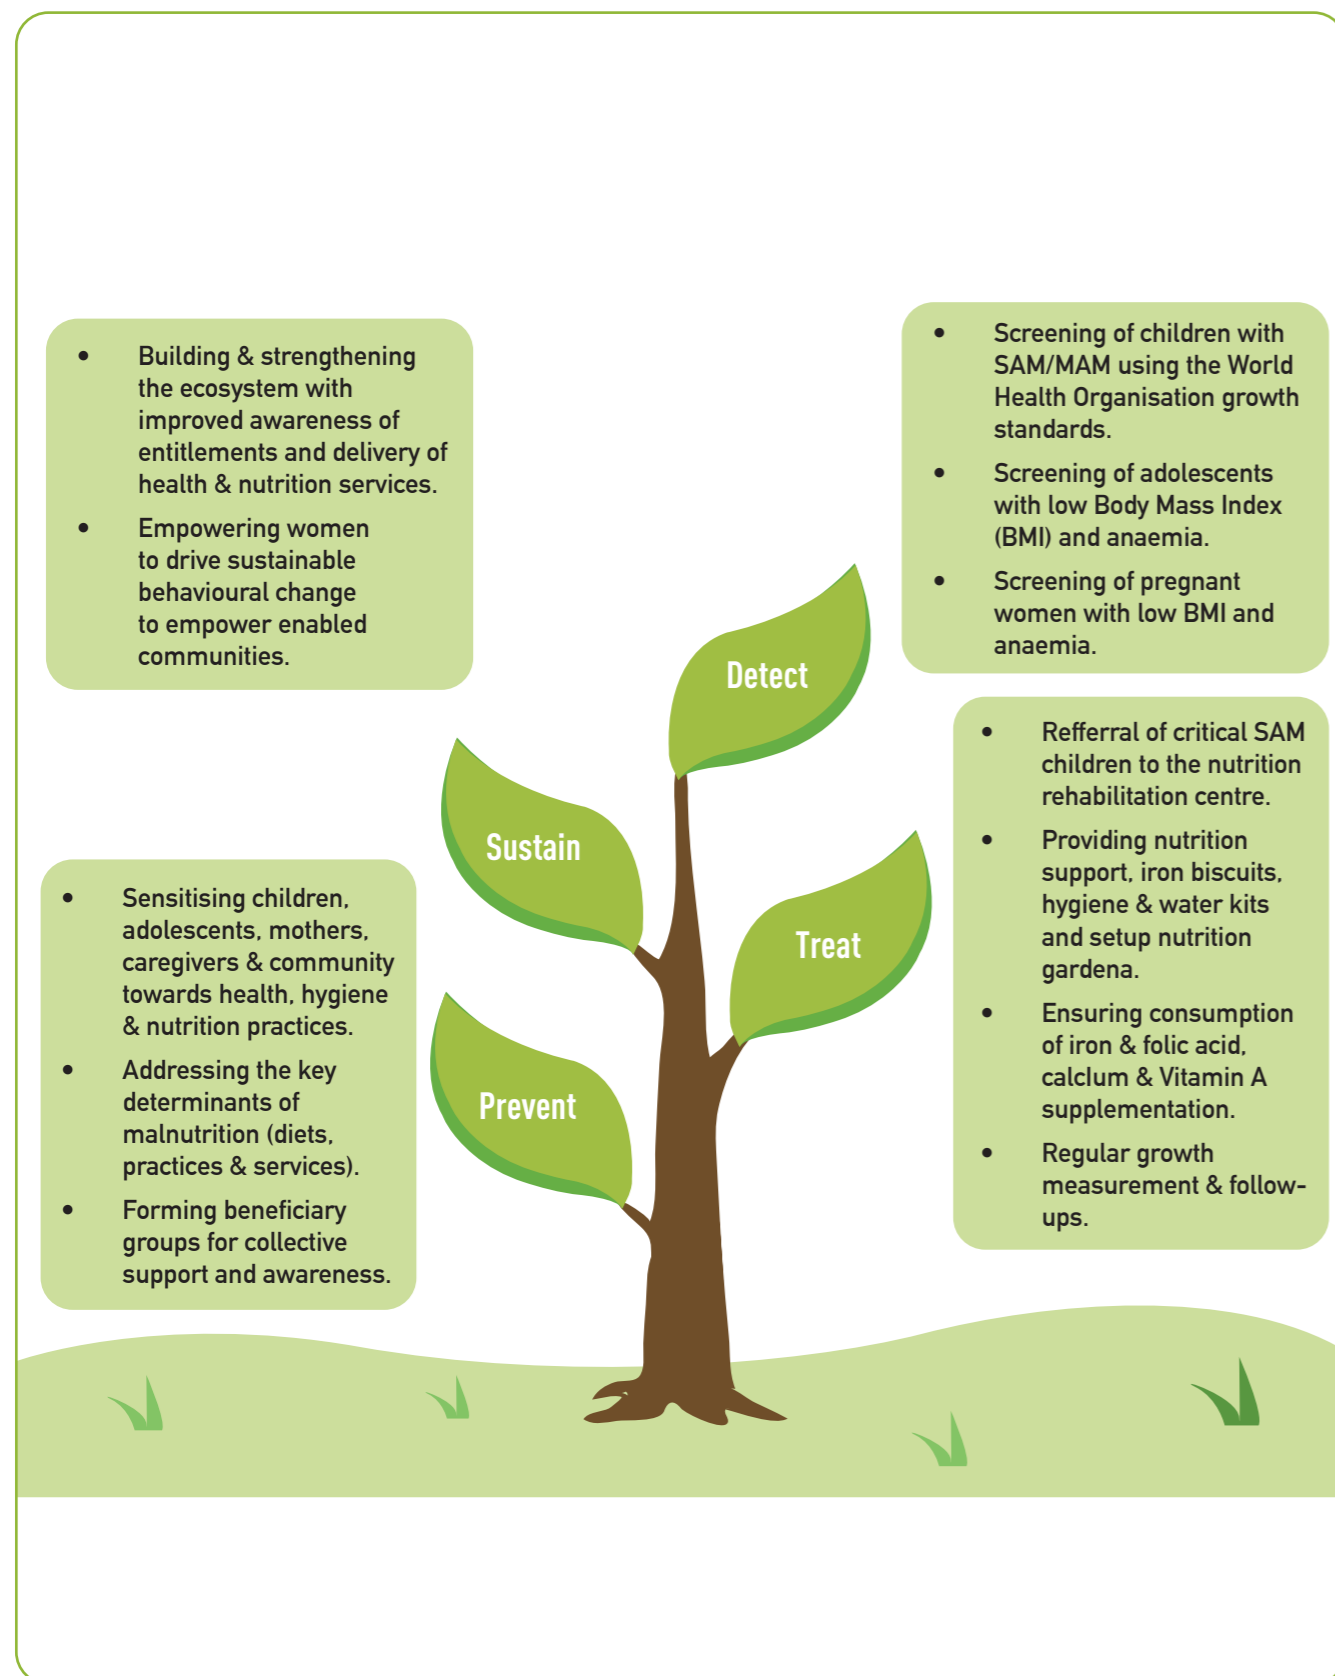 • Building & strengthening
the ecosystem with
improved awareness of
entitlements and delivery of
health & nutrition services.
• Empowering women
to drive sustainable
behavioural change
to empower enabled
communities.
• Screening of children with
SAM/MAM using the World
Health Organisation growth
standards.
• Screening of adolescents
with low Body Mass Index
(BMI) and anaemia.
• Screening of pregnant
women with low BMI and
anaemia.
Detect
Sustain
Treat
Prevent
• Refferral of critical SAM
children to the nutrition
rehabilitation centre.
• Providing nutrition
support, iron biscuits,
hygiene & water kits
and setup nutrition
gardena.
• Ensuring consumption
of iron & folic acid,
calcIum & Vitamin A
supplementation.
• Regular growth
measurement & follow-
ups.
• Sensitising children,
adolescents, mothers,
caregivers & community
towards health, hygiene
& nutrition practices.
• Addressing the key
determinants of
malnutrition (diets,
practices & services).
• Forming beneficiary
groups for collective
support and awareness.